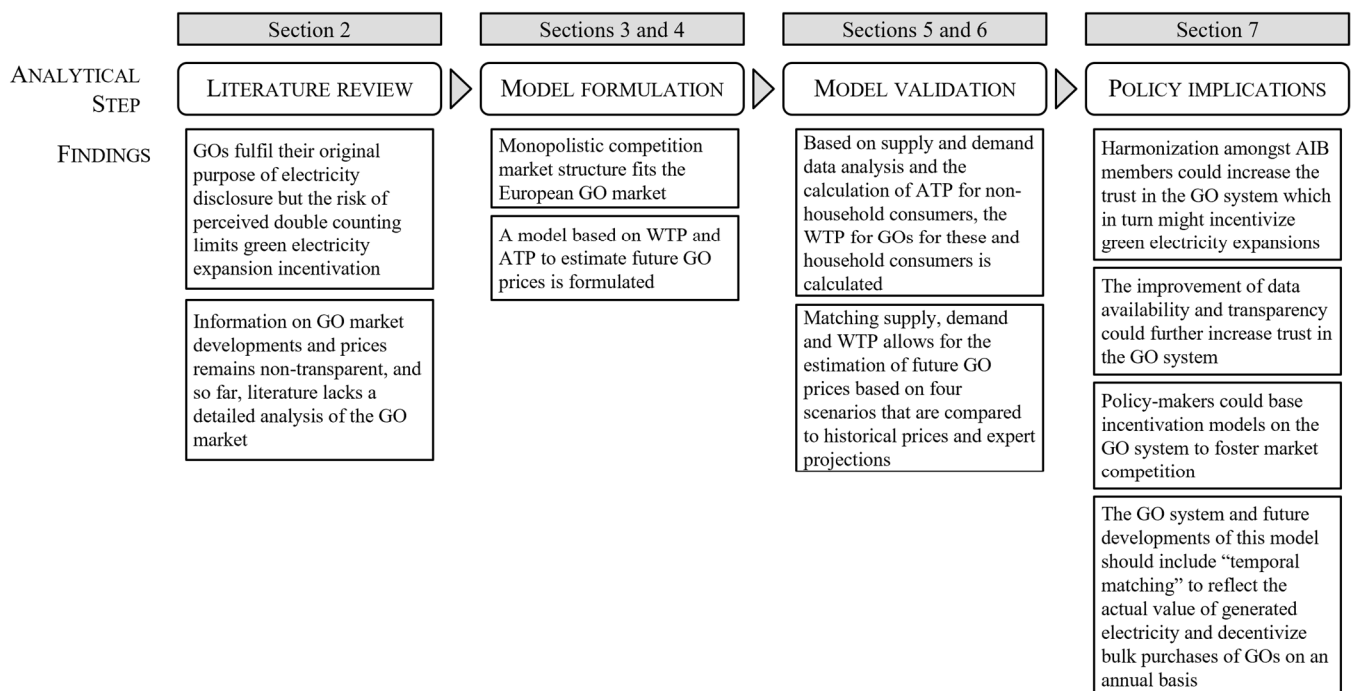 Section 2
Sections 3 and 4
Sections 5 and 6
Section 7
ANALYTICAL
STEP
LITERATURE REVIEW
MODEL FORMULATION
MODEL VALIDATION
POLICY IMPLICATIONS
FINDINGS
GOs fulfil their original
purpose of electricity
disclosure but the risk of
perceived double counting
limits green electricity
expansion incentivation
Information on GO market
developments and prices
remains non-transparent, and
so far, literature lacks a
detailed analysis of the GO
market
Monopolistic competition
market structure fits the
European GO market
A model based on WTP and
ATP to estimate future GO
prices is formulated
Based on supply and demand
data analysis and the
calculation of ATP for non-
household consumers, the
WTP for GOs for these and
household consumers is
calculated
Matching supply, demand
and WTP allows for the
estimation of future GO
prices based on four
scenarios that are compared
to historical prices and expert
projections
Harmonization amongst AIB
members could increase the
trust in the GO system which
in turn might incentivize
green electricity expansions
The improvement of data
availability and transparency
could further increase trust in
the GO system
Policy-makers could base
incentivation models on the
GO system to foster market
competition
The GO system and future
developments of this model
should include “temporal
matching” to reflect the
actual value of generated
electricity and decentivize
bulk purchases of GOs on an
annual basis